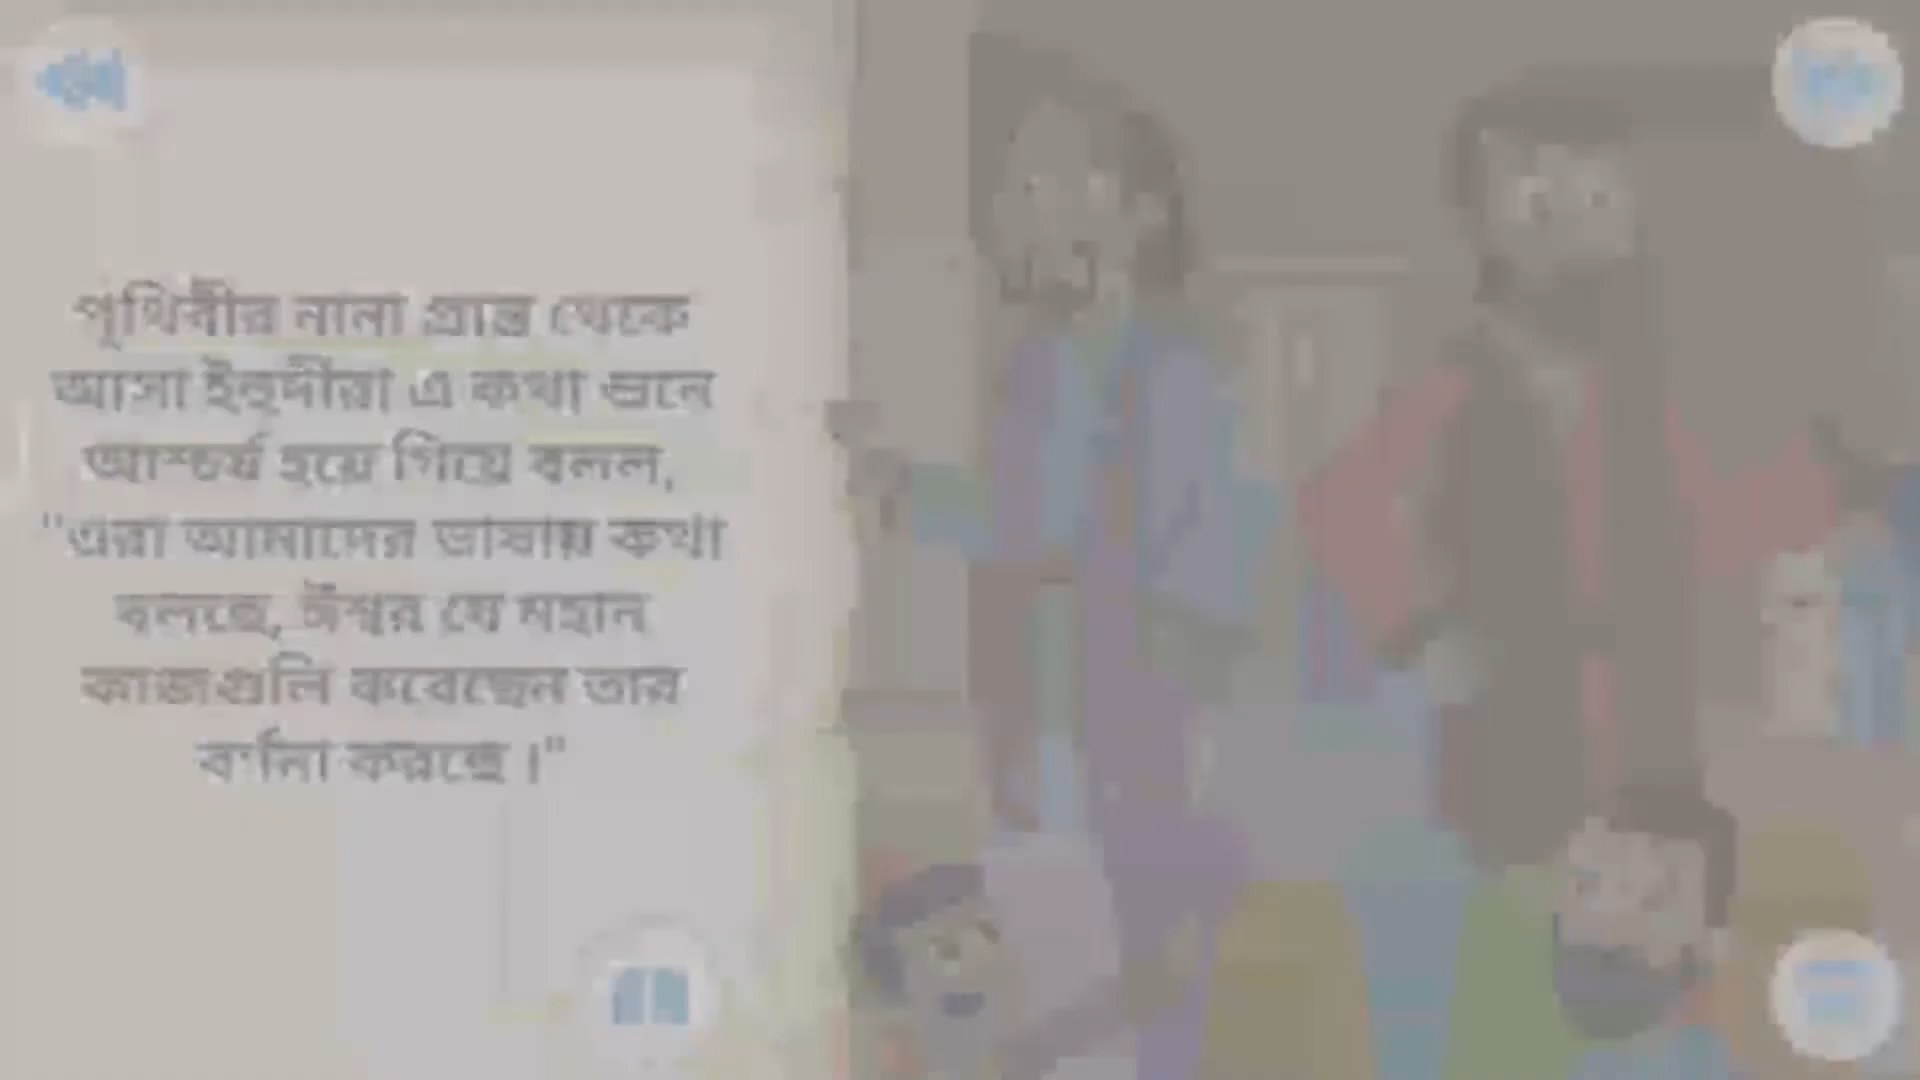 পৃথিবীর নানা প্রান্ত থেকে
আসা ইহুদীরা এ কথা শুনে
আশ্চর্য হয়ে গিয়ে বলল,
"এরা আমাদের ভাষায় কথা
বলছে, ঈশ্বর যে মহান
কাজগুলি করেছেন তার
বর্ণনা করছে।"